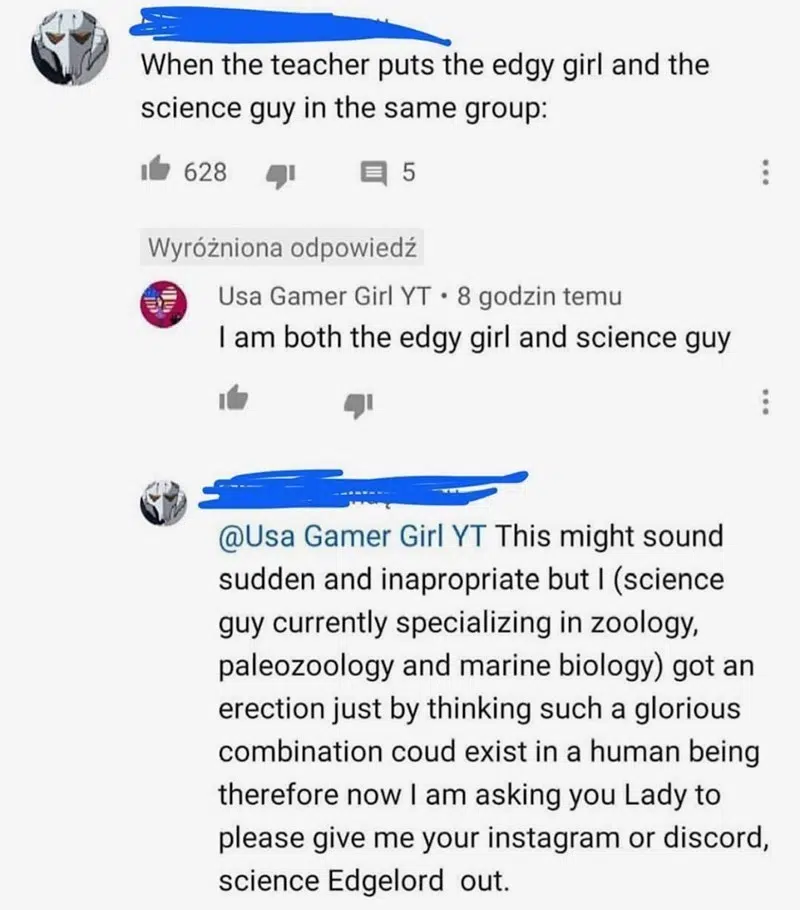 When the teacher puts the edgy girl and the
science guy in the same group:
628 5
Wyróżniona odpowiedź
Usa Gamer Girl YT • 8 godzin temu
I am both the edgy girl and science guy
@Usa Gamer Girl YT This might sound
sudden and inapropriate but I (science
guy currently specializing in zoology,
paleozoology and marine biology) got an
erection just by thinking such a glorious
combination coud exist in a human being
therefore now I am asking you Lady to
please give me your instagram or discord,
science Edgelord out.